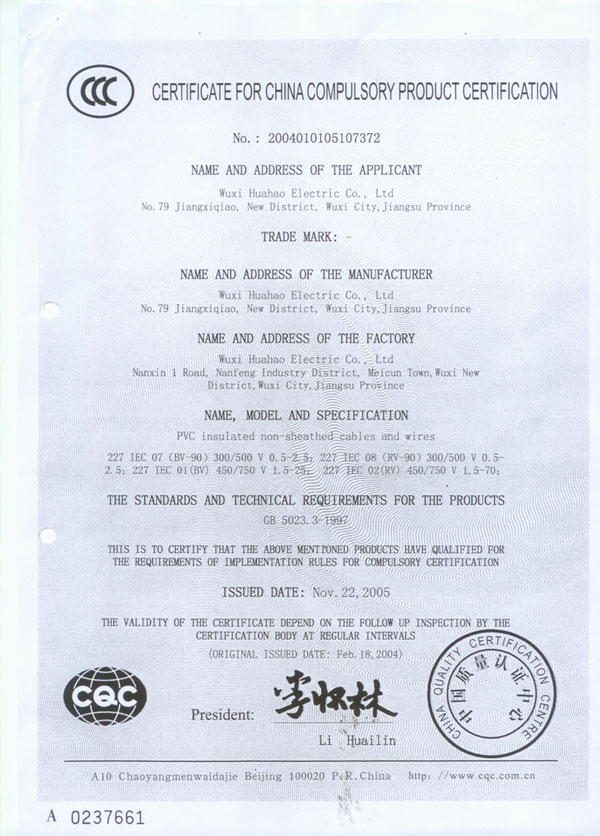 CCC
CERTIFICATE FOR CHINA COMPULSORY PRODUCT CERTIFICATION
No. : 2004010105107372
NAME AND ADDRESS OF THE APPLICANT
Wuxi Huahao Electric Co., Ltd
No.79 Jiangxiqiao, New District, Wuxi City,Jiangsu Province
TRADE MARK: -
NAME AND ADDRESS OF THE MANUFACTURER
Wuxi Huahao Electric Co., Ltd
No.79 Jiangxiqiao, New District, Wuxi City,Jiangsu Province
NAME AND ADDRESS OF THE FACTORY
Wuxi Huahao Electric Co., Ltd
Nanxin 1 Road, Nanfeng Industry District, Meicun Town,Wuxi New
District,Wuxi City,Jiangsu Province
NAME, MODEL AND SPECIFICATION
PVC insulated non-sheathed cables and wires
227 IEC 07 (BV-90) 300/500 V 0.5-2.5; 227 IEC 08 (RV-90) 300/500 V 0.5-
2.5; 227 IEC 01(BV) 450/750 V 1.5-25; 227 IEC 02(RV) 450/750 V 1.5-70;
THE STANDARDS AND TECHNICAL REQUIREMENTS FOR THE PRODUCTS
GB 5023.3-1997
THIS IS TO CERTIFY THAT THE ABOVE MENTIONED PRODUCTS HAVE QUALIFIED FOR
THE REQUIREMENTS OF IMPLEMENTATION RULES FOR COMPULSORY CERTIFICATION
ISSUED DATE: Nov.22,2005
THE VALIDITY OF THE CERTIFICATE DEPEND ON THE FOLLOW UP INSPECTION BY THE
CERTIFICATION BODY AT REGULAR INTERVALS
(ORIGINAL ISSUED DATE: Feb.18,2004)
CQC
President:
李怀林
Li Huailin
CHINA QUALITY CERTIFICATION CENTRE
中国质量认证中心
A10 Chaoyangmenwaidajie Beijing 100020 P.R.China http://www.cqc.com.cn
A 0237661